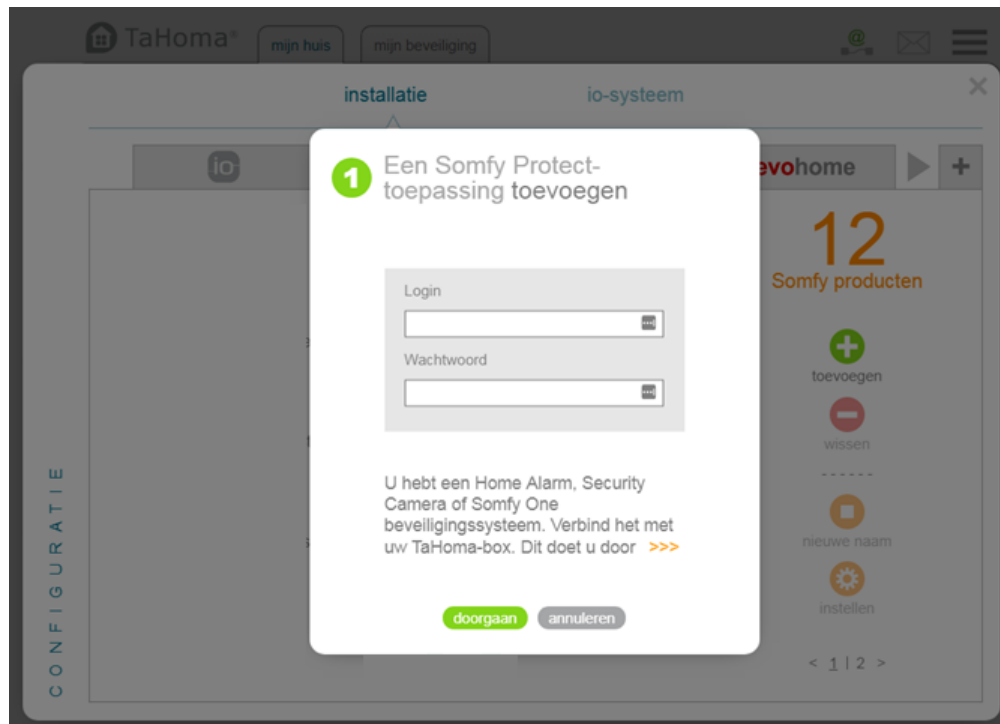 TaHoma®
mijn huis
mijn beveiliging
@
installatie
io-systeem
io
evohome
+
1
Een Somfy Protect-
toepassing toevoegen
Login
Wachtwoord
U hebt een Home Alarm, Security
Camera of Somfy One
beveiligingssysteem. Verbind het met
uw TaHoma-box. Dit doet u door >>>
doorgaan
annuleren
12
Somfy producten
toevoegen
wissen
------
nieuwe naam
instellen
< 1 | 2 >
CONFIGURATIE